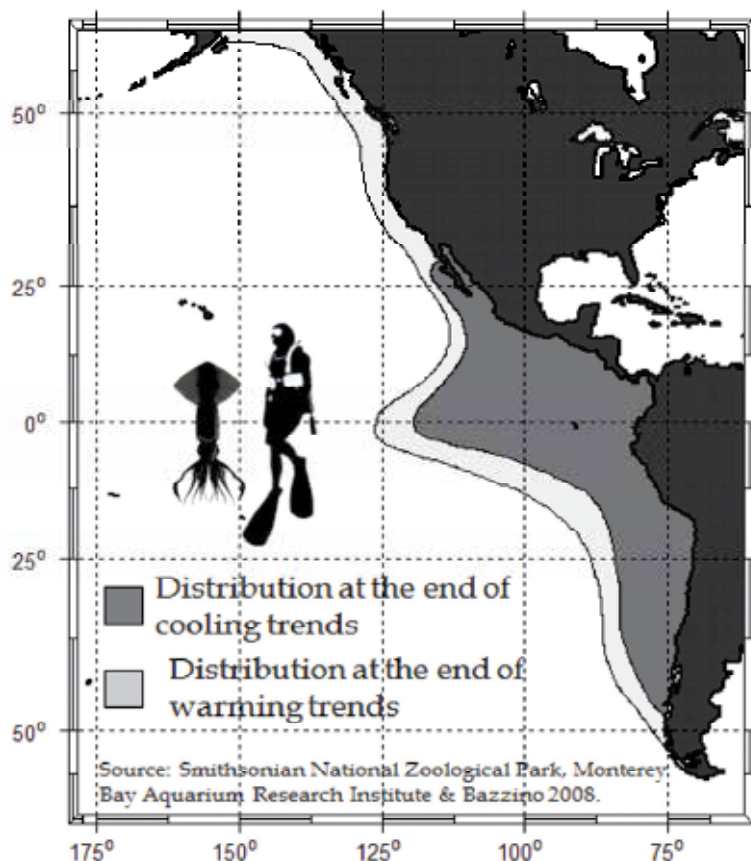 50°
25°
0°
25°
50°
Distribution at the end of
cooling trends
Distribution at the end of
warming trends
Source: Smithsonian National Zoological Park, Monterey
Bay Aquarium Research Institute & Bazzino 2008.
175° 150° 125° 100° 75°